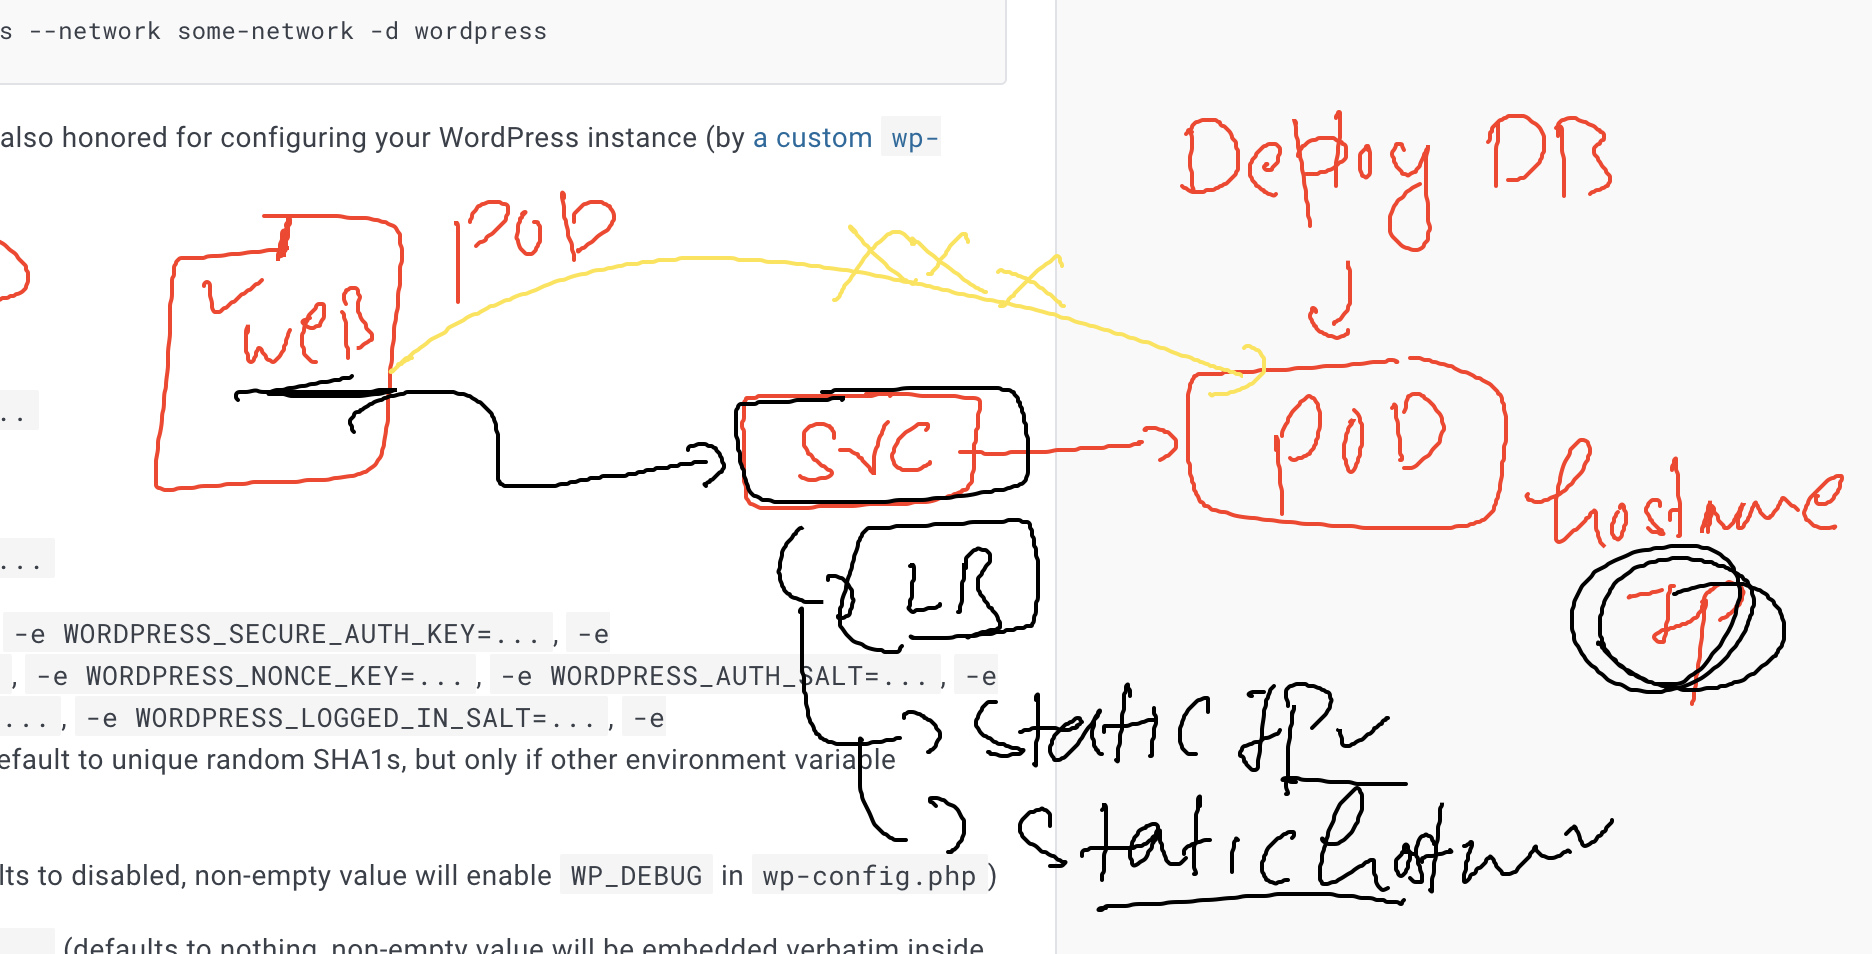 s --network some-network -d wordpress
also honored for configuring your WordPress instance (by a custom wp-
Deploy DB
POD
WEB
SVC
POD
hostname
IP
LB
..
...
-e WORDPRESS_SECURE_AUTH_KEY=..., -e
, -e WORDPRESS_NONCE_KEY=..., -e WORDPRESS_AUTH_SALT=..., -e
..., -e WORDPRESS_LOGGED_IN_SALT=..., -e
efault to unique random SHA1s, but only if other environment variable
static IP
static hostname
lts to disabled, non-empty value will enable WP_DEBUG in wp-config.php)
(defaults to nothing, non-empty value will be embedded verbatim inside